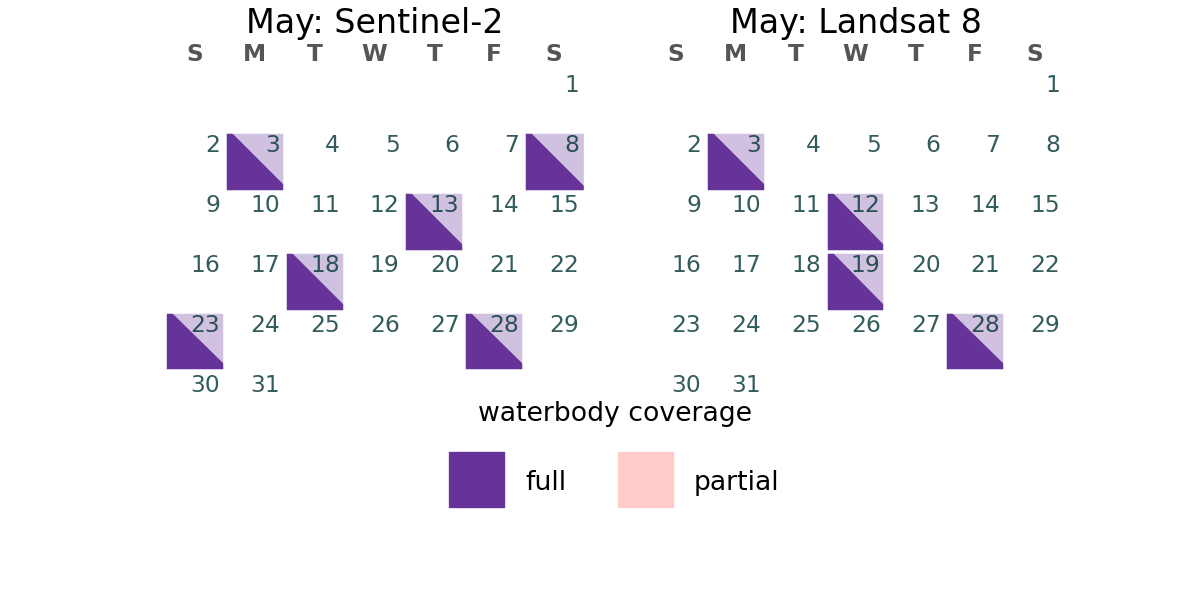 May: Sentinel-2
S M T W T F S
1
2 3 4 5 6 7 8
9 10 11 12 13 14 15
16 17 18 19 20 21 22
23 24 25 26 27 28 29
30 31
May: Landsat 8
S M T W T F S
1
2 3 4 5 6 7 8
9 10 11 12 13 14 15
16 17 18 19 20 21 22
23 24 25 26 27 28 29
30 31
waterbody coverage
full
partial